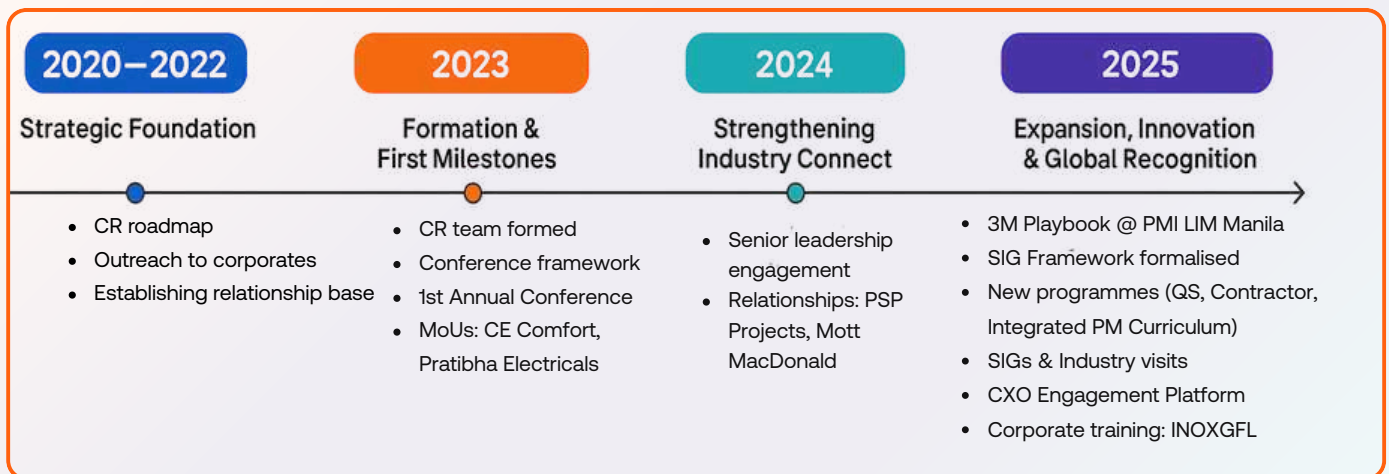 2020–2022
Strategic Foundation
• CR roadmap
• Outreach to corporates
• Establishing relationship base
2023
Formation &
First Milestones
• CR team formed
• Conference framework
• 1st Annual Conference
• MoUs: CE Comfort,
Pratibha Electricals
2024
Strengthening
Industry Connect
• Senior leadership
engagement
• Relationships: PSP
Projects, Mott
MacDonald
2025
Expansion, Innovation
& Global Recognition
• 3M Playbook @ PMI LIM Manila
• SIG Framework formalised
• New programmes (QS, Contractor,
Integrated PM Curriculum)
• SIGs & Industry visits
• CXO Engagement Platform
• Corporate training: INOXGFL